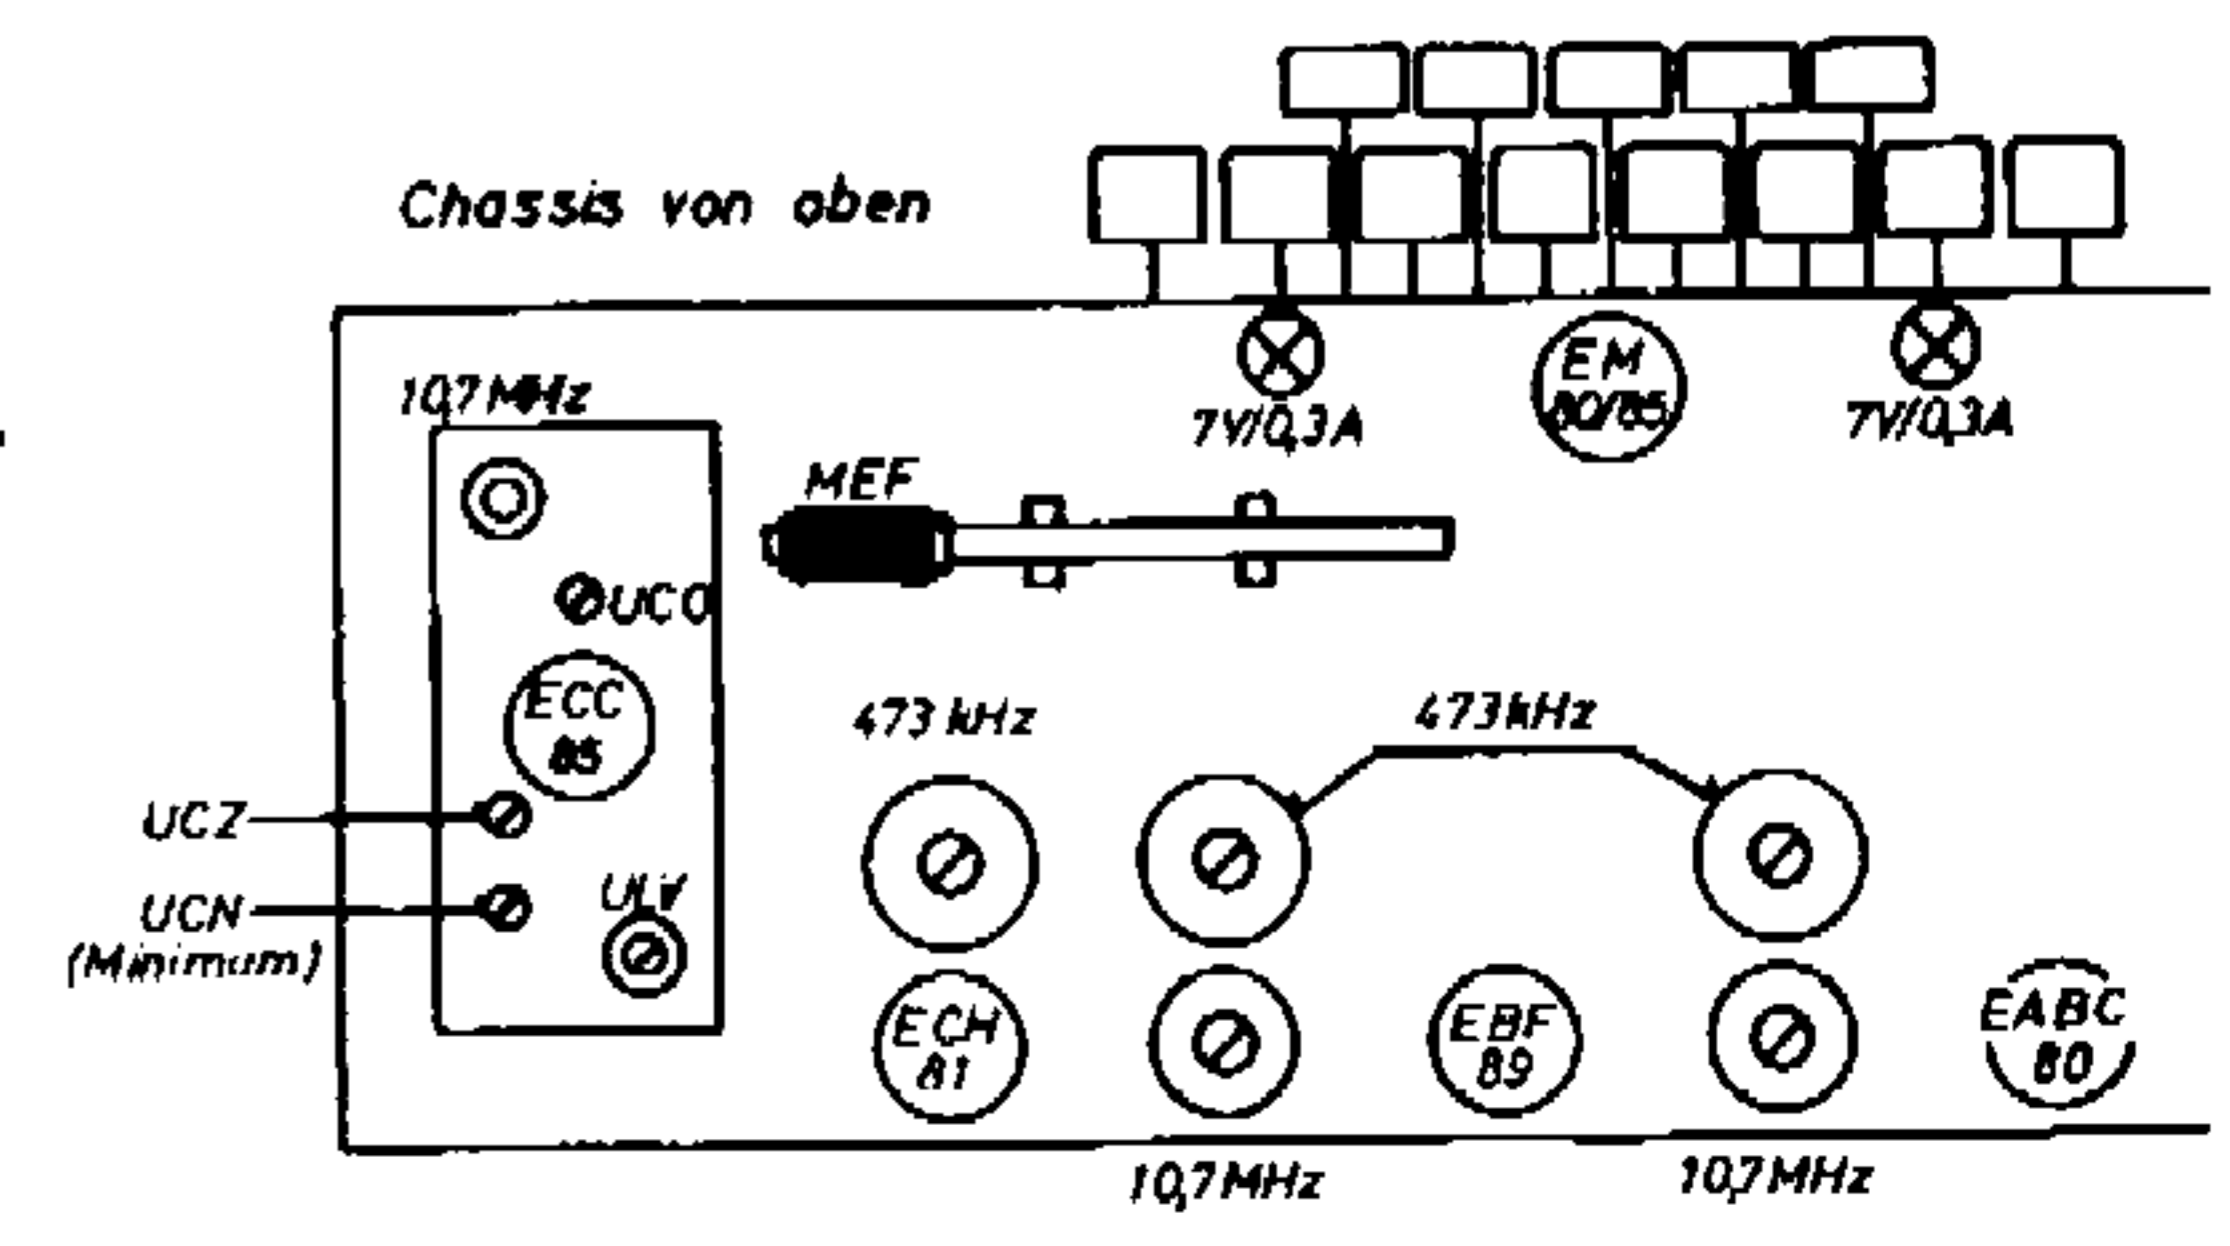 Chassis von oben
10,7 MHz
7V/0,3A
EM
80/85
7V/0,3A
MEF
UCO
ECC
85
473 kHz
473 kHz
UCZ
UCN
(Minimum)
ULV
ECH
81
EBF
89
EABC
80
10,7 MHz
10,7 MHz